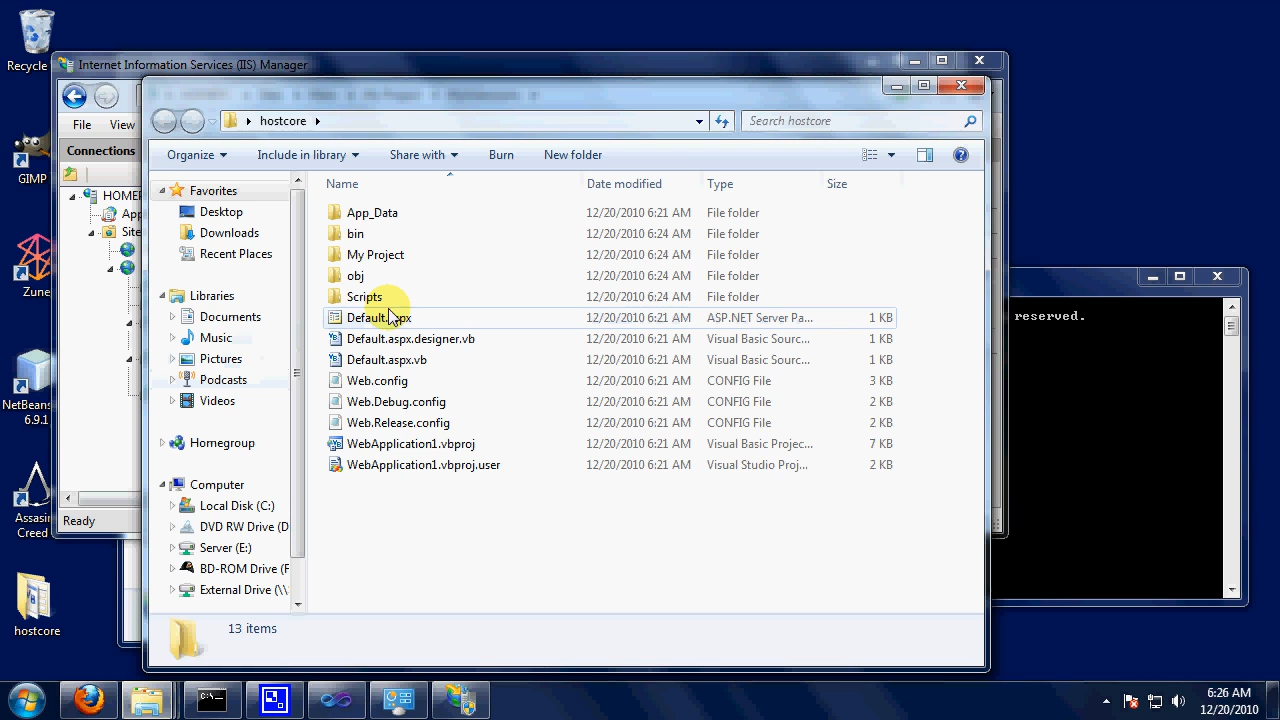 Recycle
GIMP
Zune
NetBeans
6.9.1
Assasin
Creed
hostcore
Internet Information Services (IIS) Manager
File View
Connections
HOME
App
Site
Ready
hostcore
Search hostcore
Organize Include in library Share with Burn New folder
Favorites
Desktop
Downloads
Recent Places
Libraries
Documents
Music
Pictures
Podcasts
Videos
Homegroup
Computer
Local Disk (C:)
DVD RW Drive (D
Server (E:)
BD-ROM Drive (F
External Drive (\\
Name Date modified Type Size
App_Data 12/20/2010 6:21 AM File folder
bin 12/20/2010 6:24 AM File folder
My Project 12/20/2010 6:24 AM File folder
obj 12/20/2010 6:24 AM File folder
Scripts 12/20/2010 6:24 AM File folder
Default.aspx 12/20/2010 6:21 AM ASP.NET Server Pa... 1 KB
Default.aspx.designer.vb 12/20/2010 6:21 AM Visual Basic Sourc... 1 KB
Default.aspx.vb 12/20/2010 6:21 AM Visual Basic Sourc... 1 KB
Web.config 12/20/2010 6:21 AM CONFIG File 3 KB
Web.Debug.config 12/20/2010 6:21 AM CONFIG File 2 KB
Web.Release.config 12/20/2010 6:21 AM CONFIG File 2 KB
WebApplication1.vbproj 12/20/2010 6:21 AM Visual Basic Projec... 7 KB
WebApplication1.vbproj.user 12/20/2010 6:21 AM Visual Studio Proj... 2 KB
13 items
reserved.
C:\
6:26 AM
12/20/2010